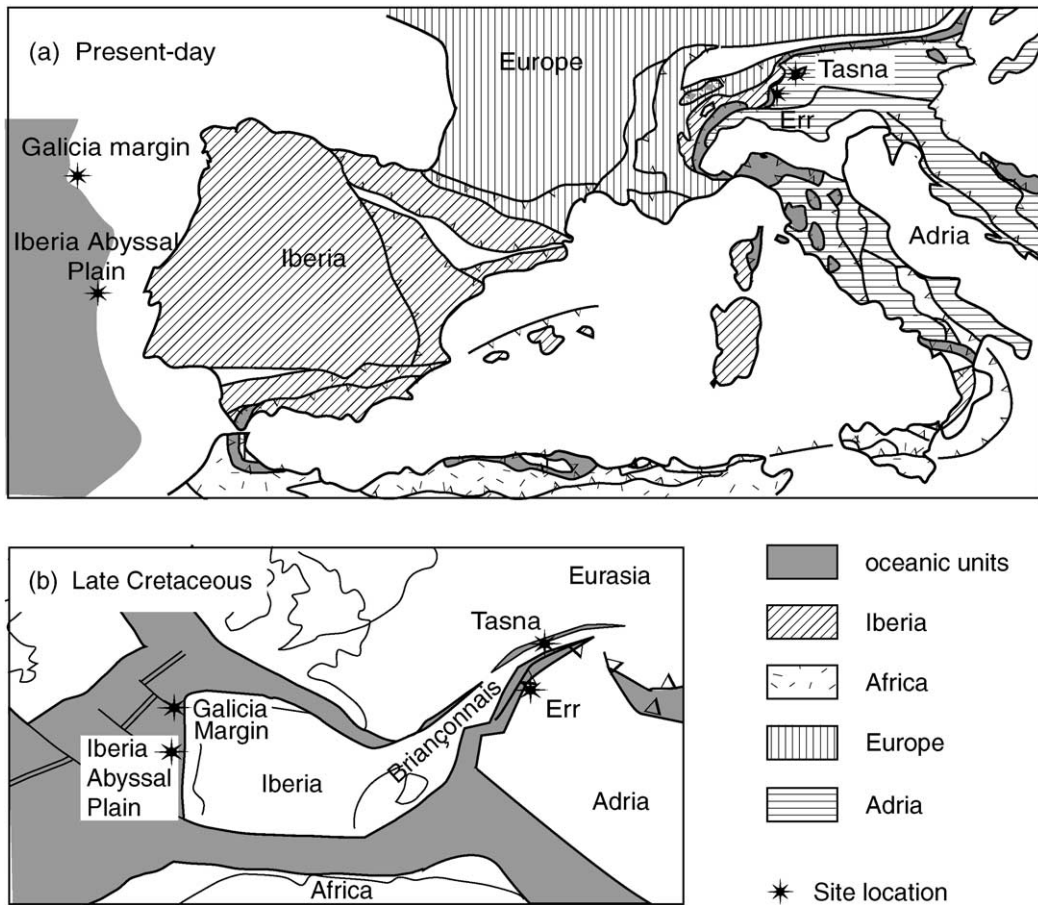 (a) Present-day
Europe
Tasna
Err
Galicia margin
Iberia Abyssal
Plain
Iberia
Adria
(b) Late Cretaceous
Eurasia
Tasna
Err
Briançonnais
Galicia
Margin
Iberia
Abyssal
Plain
Iberia
Adria
Africa
oceanic units
Iberia
Africa
Europe
Adria
Site location